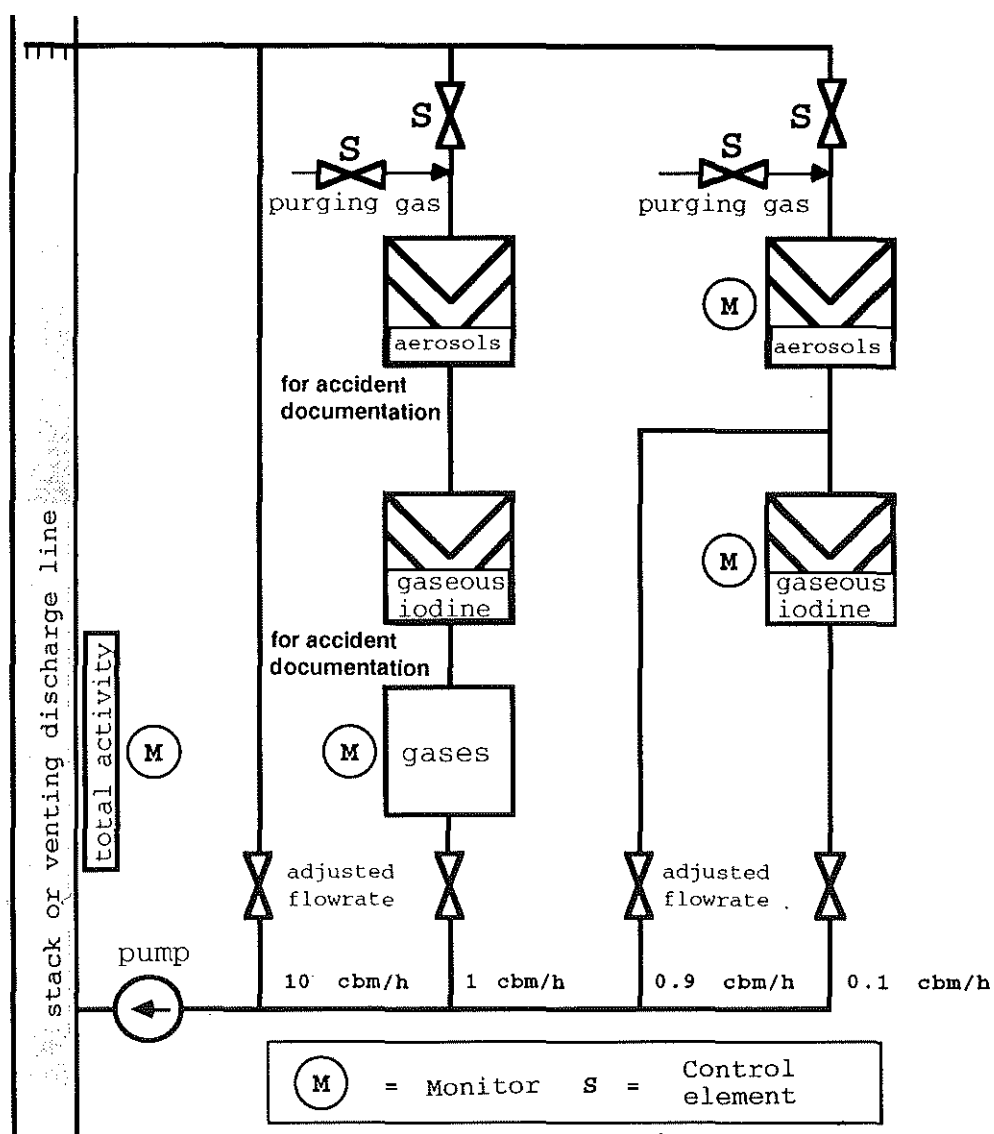 S
S
S
S
purging gas
purging gas
M
aerosols
aerosols
for accident
documentation
M
gaseous
iodine
gaseous
iodine
for accident
documentation
stack or venting discharge line
total activity
M
M
gases
adjusted
flowrate
adjusted
flowrate
pump
10 cbm/h
1 cbm/h
0.9 cbm/h
0.1 cbm/h
M = Monitor S = Control
element